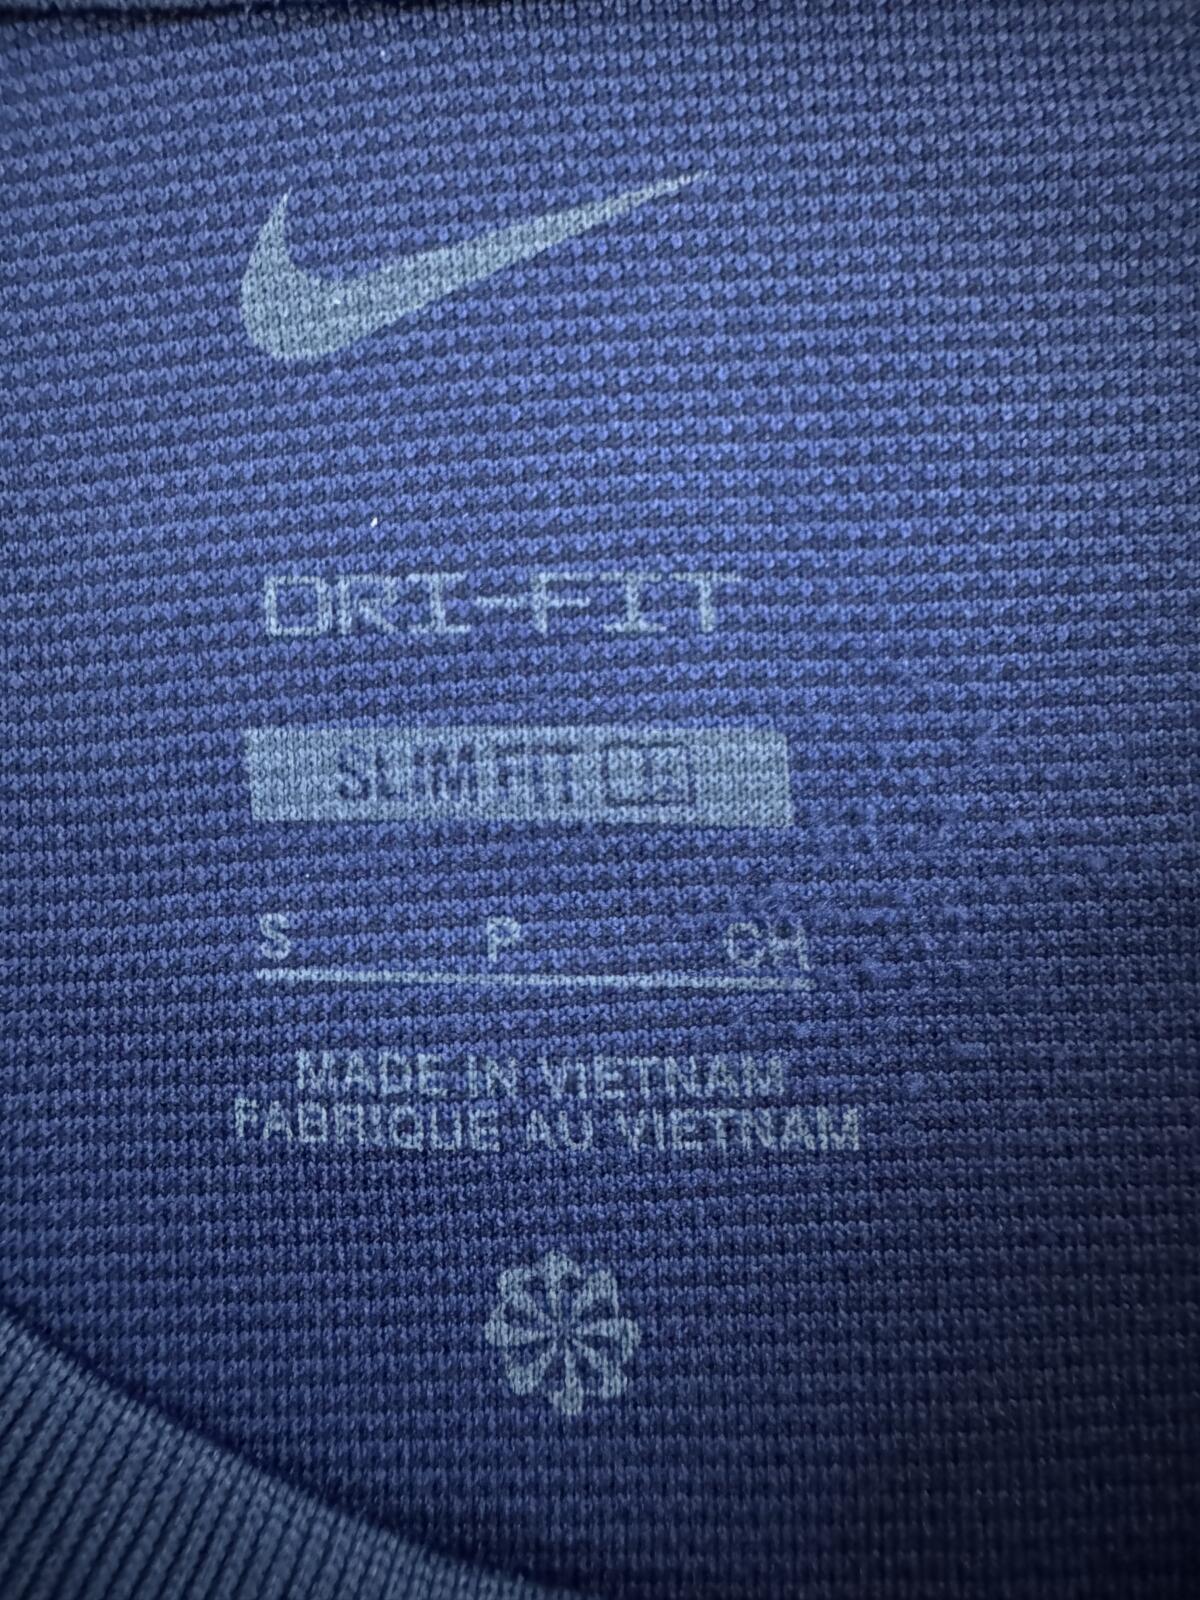 DRI-FIT
SLIM FIT
S P CH
MADE IN VIETNAM
FABRIQUE AU VIETNAM